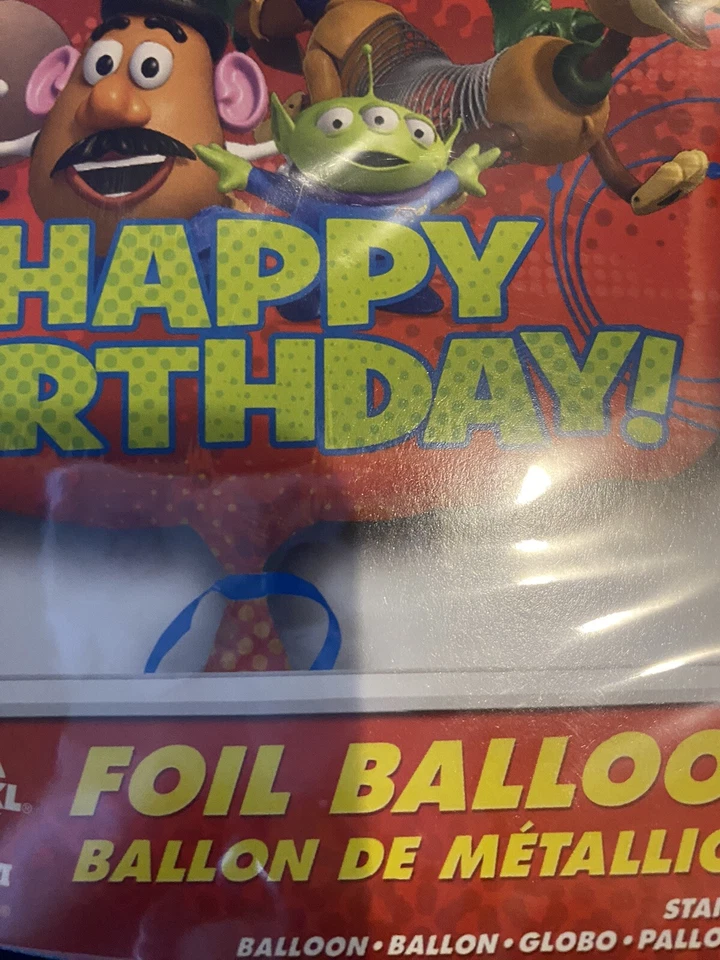 HAPPY
RTHDAY!
FOIL BALLOO
BALLON DE MÉTALLIC
STA
BALLOON • BALLON • GLOBO • PALLO